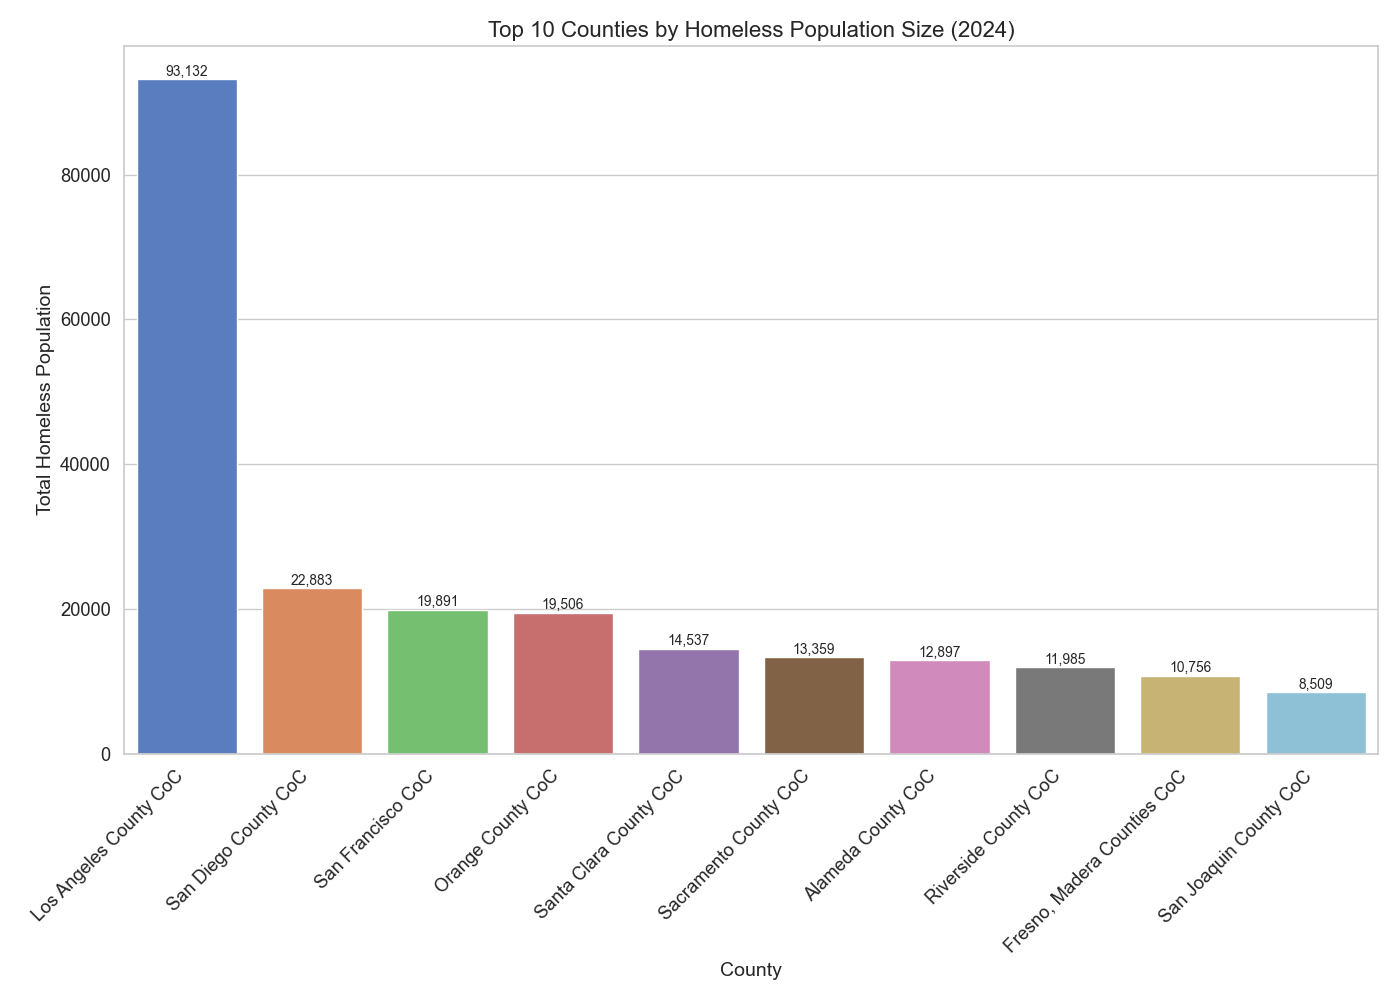 Top 10 Counties by Homeless Population Size (2024)
Total Homeless Population
80000
60000
40000
20000
0
93,132
22,883
19,891
19,506
14,537
13,359
12,897
11,985
10,756
8,509
Los Angeles County CoC
San Diego County CoC
San Francisco CoC
Orange County CoC
Santa Clara County CoC
Sacramento County CoC
Alameda County CoC
Riverside County CoC
Fresno, Madera Counties CoC
San Joaquin County CoC
County